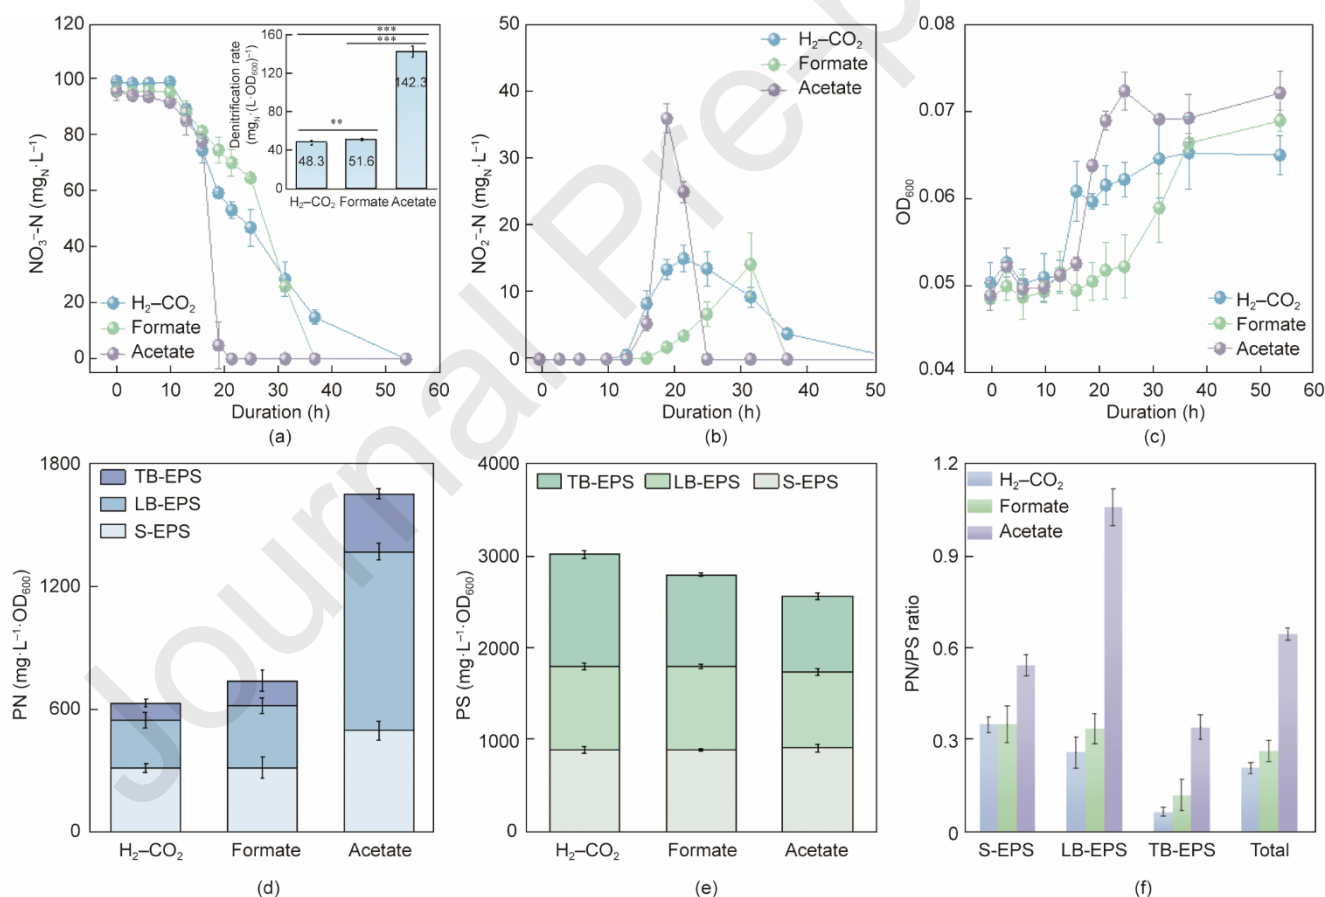 Journal Pre-p
120
100
80
60
40
20
0
NO₃⁻-N (mg_N·L⁻¹)
0 10 20 30 40 50 60
Duration (h)
H₂–CO₂
Formate
Acetate
160
120
80
40
0
Denitrification rate
(mg_N·(L·OD₆₀₀)⁻¹)
***
***
**
48.3
51.6
142.3
H₂–CO₂ Formate Acetate
(a)
50
40
30
20
10
0
NO₂⁻-N (mg_N·L⁻¹)
H₂–CO₂
Formate
Acetate
0 10 20 30 40 50
Duration (h)
(b)
0.08
0.07
0.06
0.05
0.04
OD₆₀₀
H₂–CO₂
Formate
Acetate
0 10 20 30 40 50 60
Duration (h)
(c)
1800
1200
600
0
PN (mg·L⁻¹·OD₆₀₀)
TB-EPS
LB-EPS
S-EPS
H₂–CO₂ Formate Acetate
(d)
4000
3000
2000
1000
0
PS (mg·L⁻¹·OD₆₀₀)
TB-EPS LB-EPS S-EPS
H₂–CO₂ Formate Acetate
(e)
1.2
0.9
0.6
0.3
0
PN/PS ratio
H₂–CO₂
Formate
Acetate
S-EPS LB-EPS TB-EPS Total
(f)